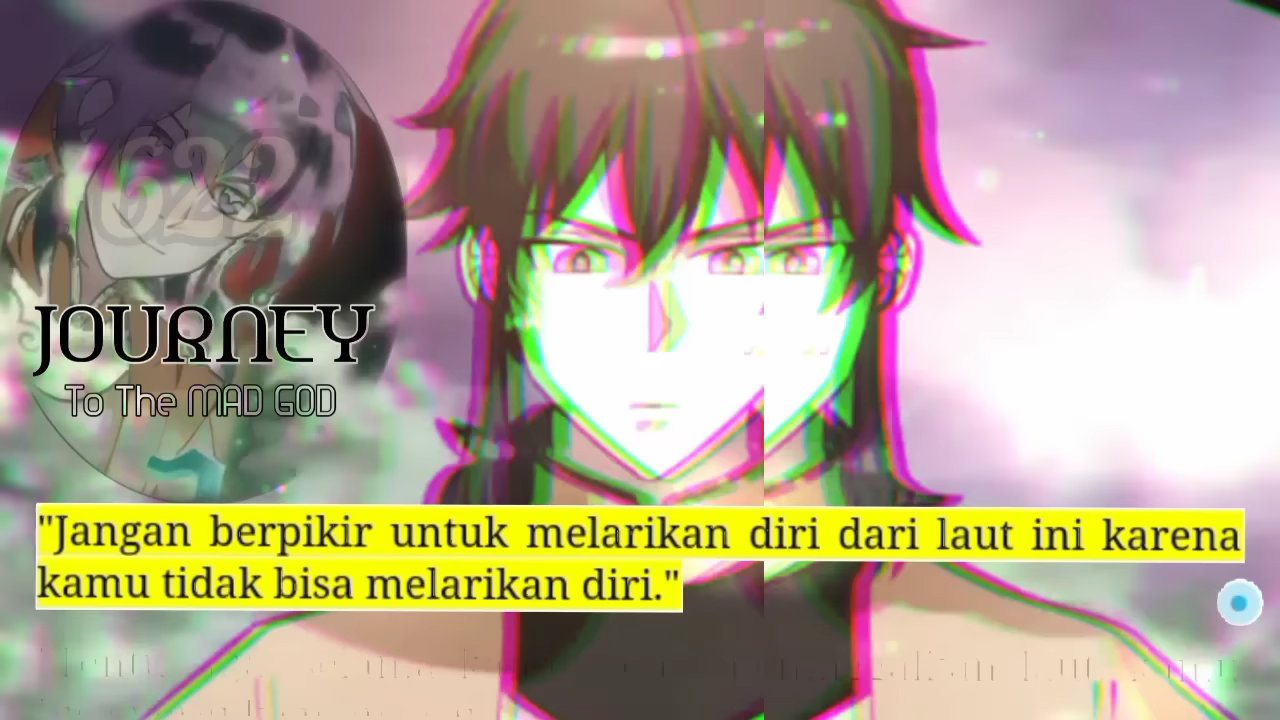 622
JOURNEY
To The MAD GOD
"Jangan berpikir untuk melarikan diri dari laut ini karena
kamu tidak bisa melarikan diri."